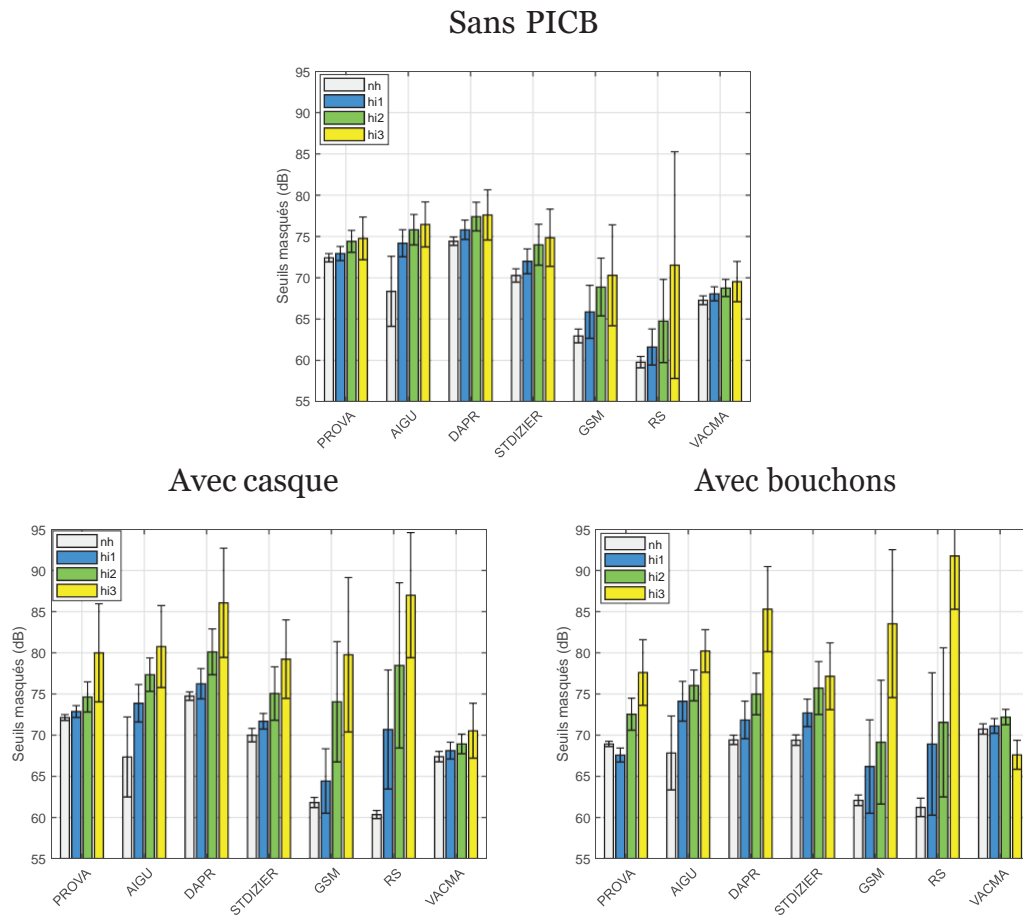 Sans PICB
95
90
85
80
75
70
65
60
55
Seuils masqués (dB)
nh
hi1
hi2
hi3
PROVA
AIGU
DAPR
STDIZIER
GSM
RS
VACMA
Avec casque
95
90
85
80
75
70
65
60
55
Seuils masqués (dB)
nh
hi1
hi2
hi3
PROVA
AIGU
DAPR
STDIZIER
GSM
RS
VACMA
Avec bouchons
95
90
85
80
75
70
65
60
55
Seuils masqués (dB)
nh
hi1
hi2
hi3
PROVA
AIGU
DAPR
STDIZIER
GSM
RS
VACMA